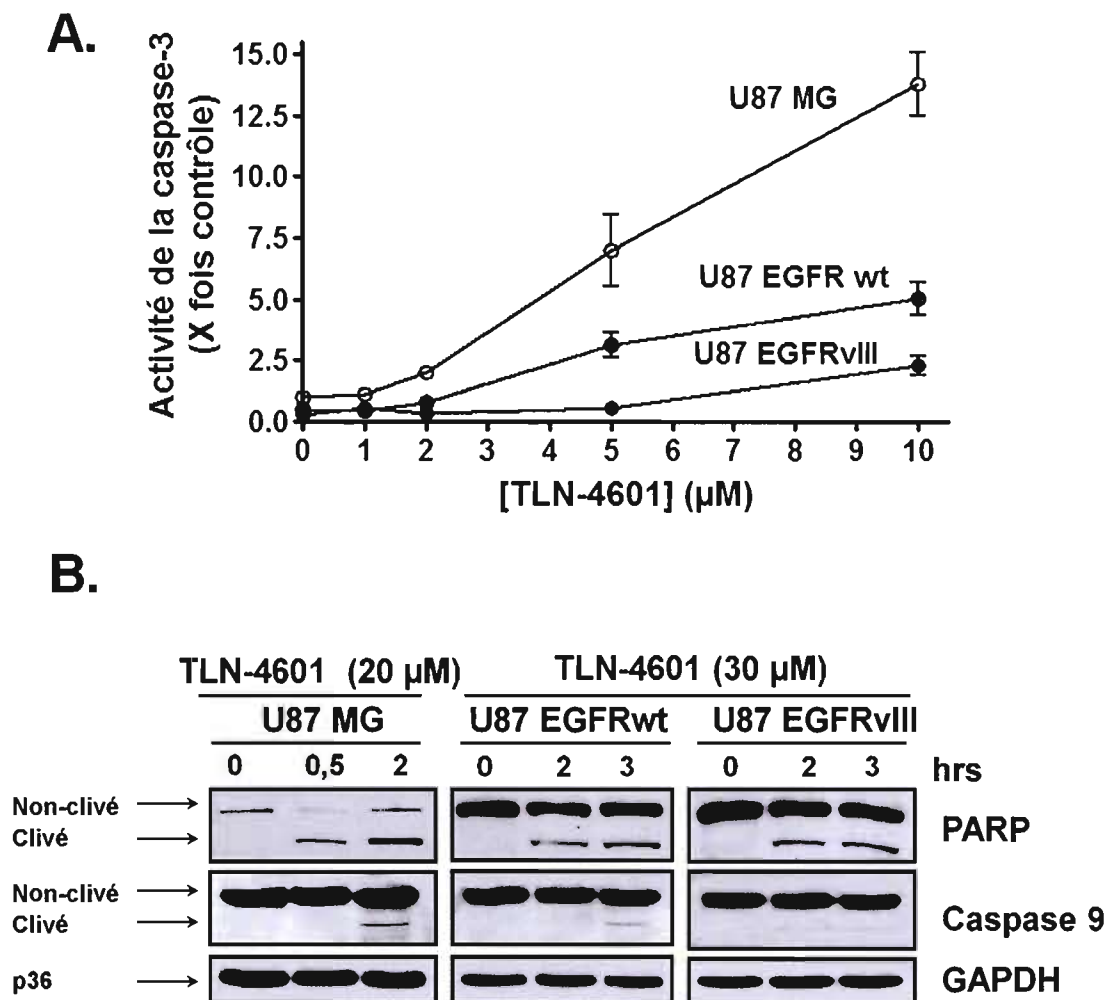 A.
Activité de la caspase-3
(X fois contrôle)
15.0
12.5
10.0
7.5
5.0
2.5
0.0
U87 MG
U87 EGFR wt
U87 EGFRvIII
0 1 2 3 4 5 6 7 8 9 10
[TLN-4601] (µM)
B.
TLN-4601 (20 µM) TLN-4601 (30 µM)
U87 MG U87 EGFRwt U87 EGFRvIII
0 0,5 2 0 2 3 0 2 3 hrs
Non-clivé
Clivé
PARP
Non-clivé
Clivé
Caspase 9
p36
GAPDH